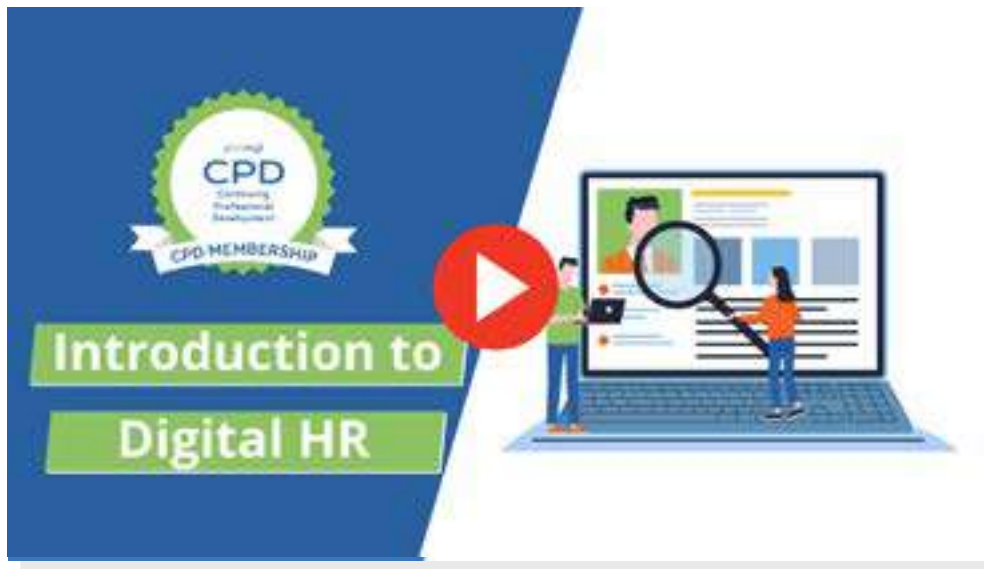 CPD
Continuing
Professional
Development
CPD MEMBERSHIP
Introduction to
Digital HR